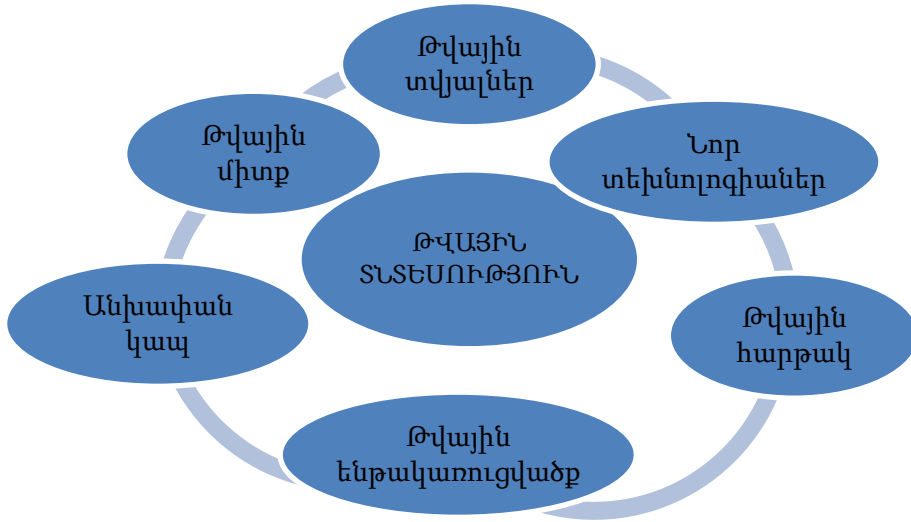 Թվային
տվյալներ
Նոր
տեխնոլոգիաներ
Թվային
հարթակ
Թվային
ենթակառուցվածք
Անխափան
կապ
Թվային
միտք
ԹՎԱՅԻՆ
ՏՆՏԵՍՈՒԹՅՈՒՆ